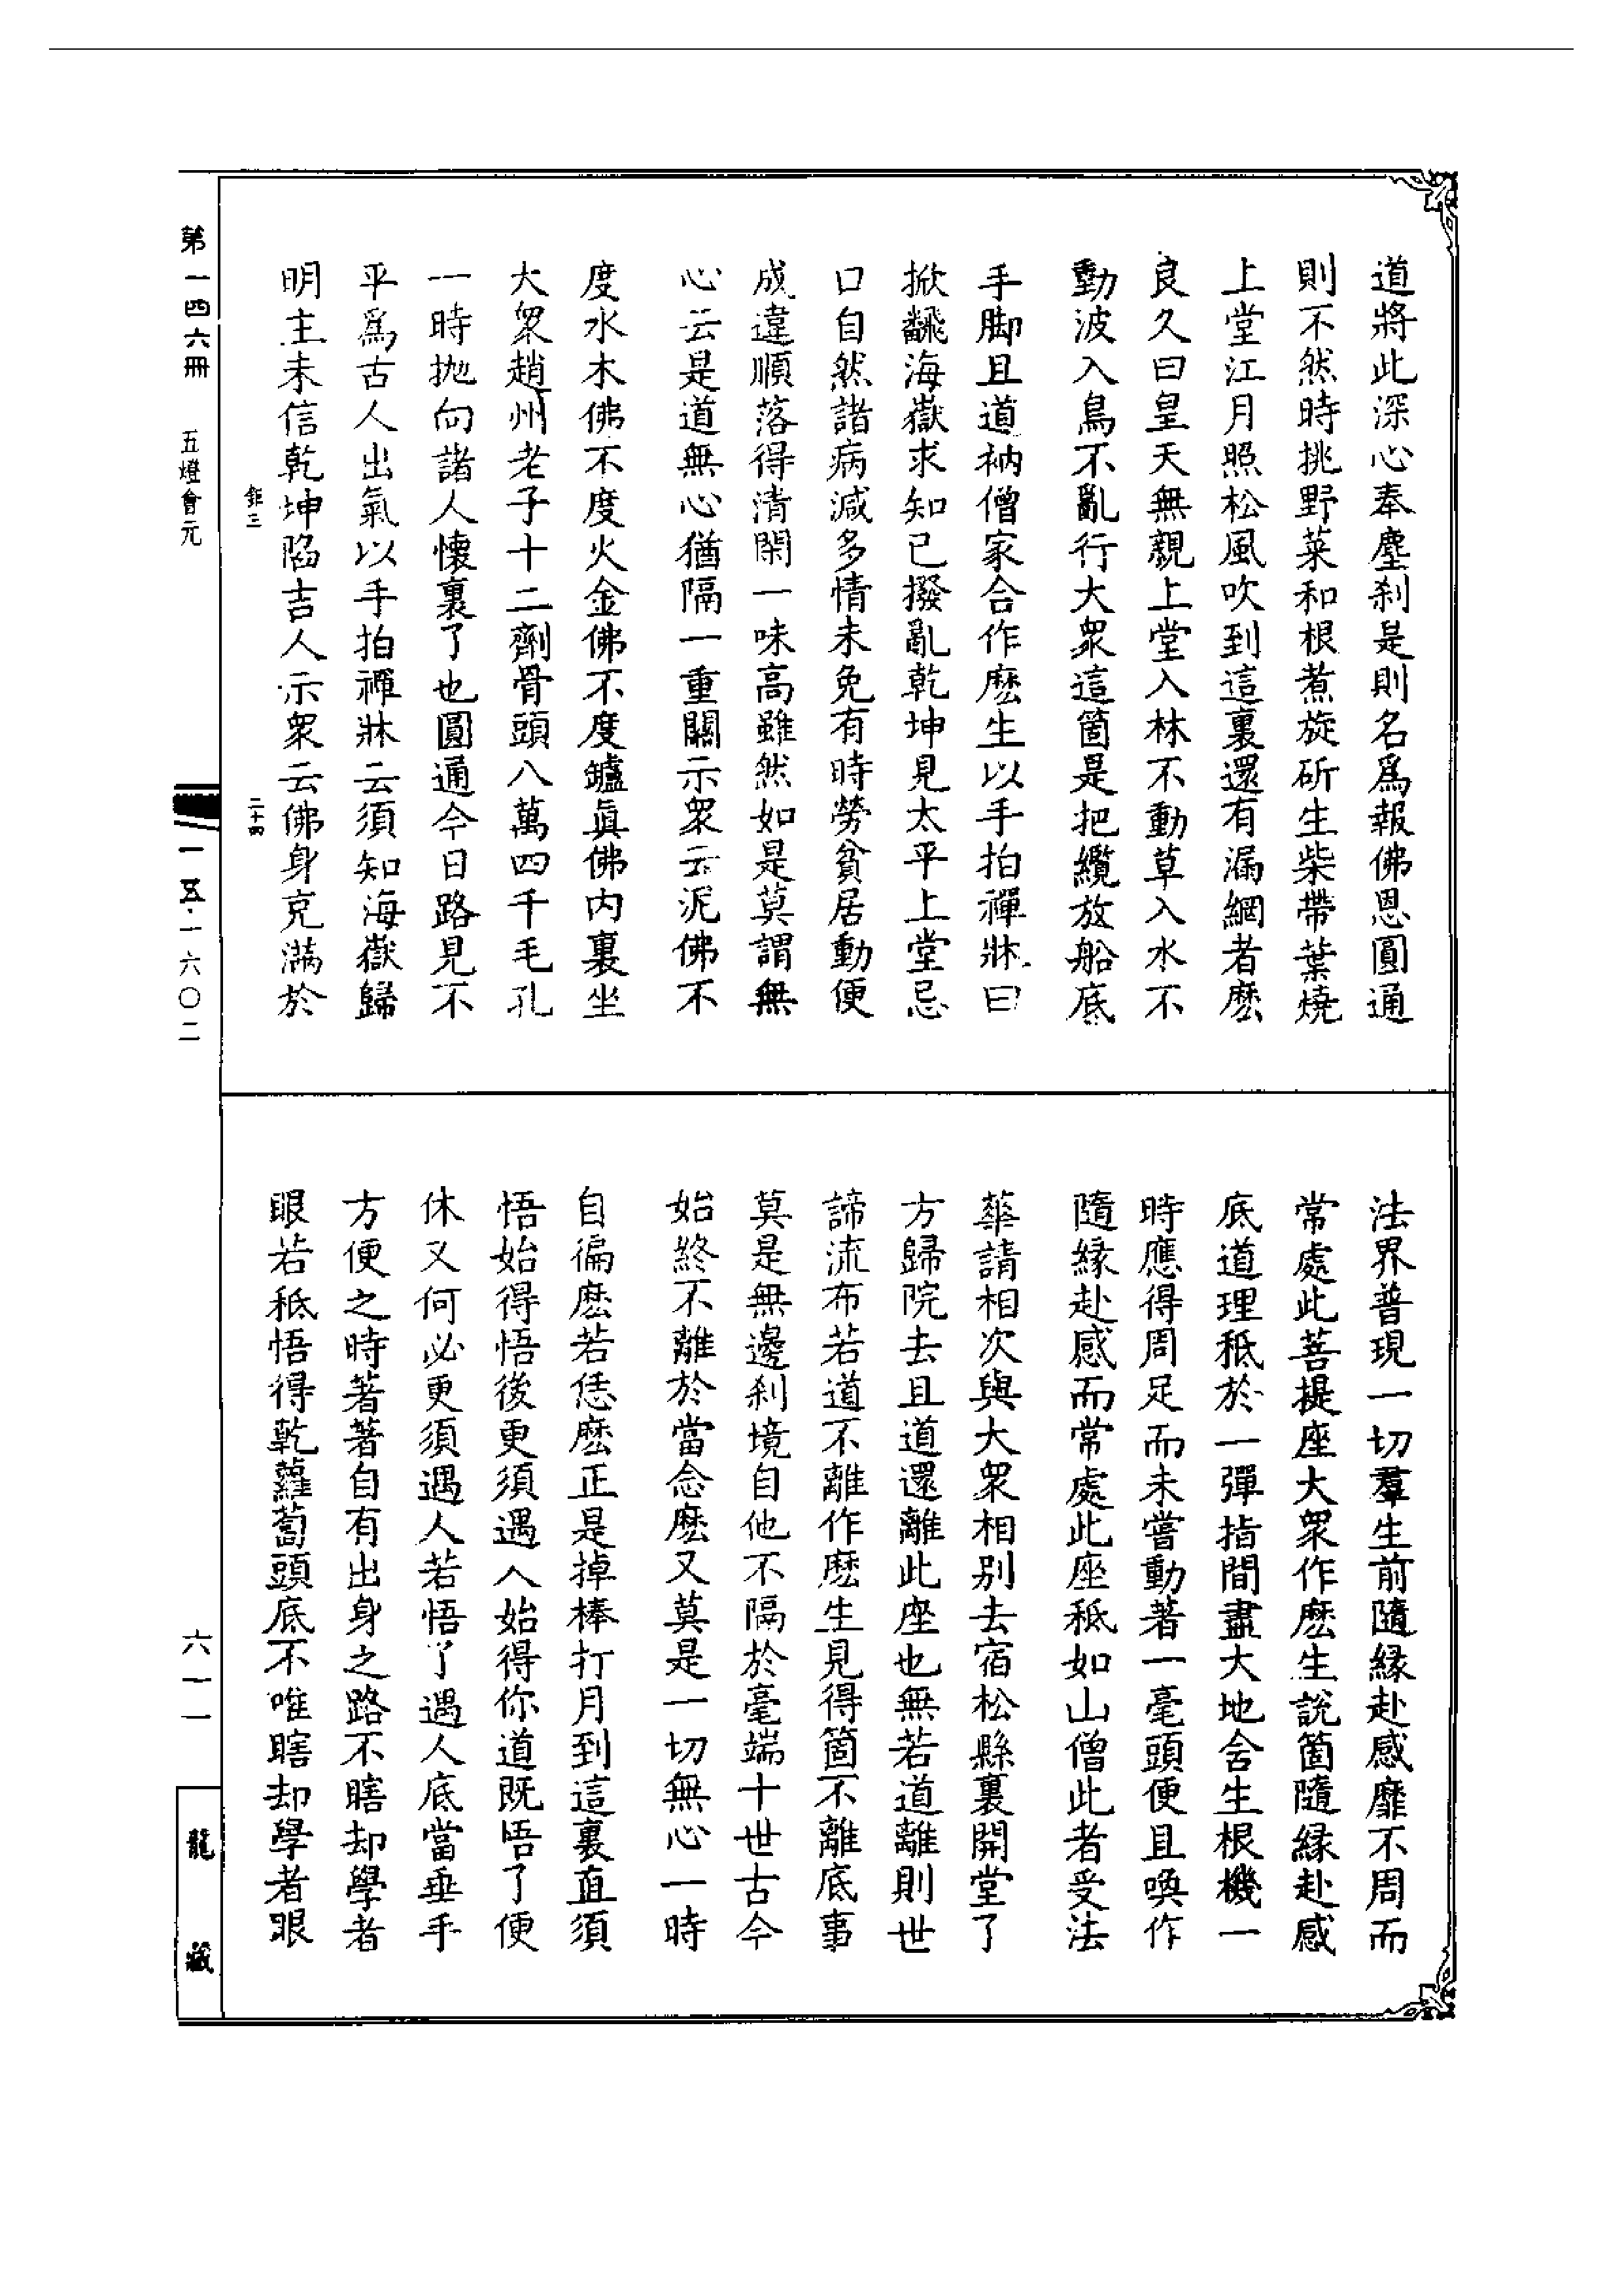 道將此深心奉塵刹是則名爲報佛恩圓通
則不然時挑野菜和根煮旋斫生柴帶葉燒
上堂江月照松風吹到這裏還有漏網者麽
良久曰皇天無親上堂入林不動草入水不
動波入鳥不亂行大衆這箇是把纜放船底
手脚且道衲僧家合作麽生以手拍禪牀曰
掀飜海嶽求知己撥亂乾坤見太平上堂忌
口自然諸病減多情未免有時勞貧居動便
成違順落得清閑一味高雖然如是莫謂無
心云是道無心猶隔一重關示衆云泥佛不
度水木佛不度火金佛不度鑪眞佛内裏坐
大衆趙州老子十二劑骨頭八萬四千毛孔
一時抛向諸人懷裏了也圓通今日路見不
平爲古人出氣以手拍禪牀云須知海嶽歸
明主未信乾坤陷吉人示衆云佛身充滿於
法界普現一切羣生前隨縁赴感靡不周而
常處此菩提座大衆作麽生說箇隨縁赴感
底道理秪於一彈指間盡大地含生根機一
時應得周足而未嘗動著一毫頭便且喚作
隨縁赴感而常處此座秪如山僧此者受法
華請相次與大衆相别去宿松縣裏開堂了
方歸院去且道還離此座也無若道離則世
諦流布若道不離作麽生見得箇不離底事
莫是無邊刹境自他不隔於毫端十世古今
始終不離於當念麽又莫是一切無心一時
自徧麽若恁麽正是掉棒打月到這裏直須
悟始得悟後更須遇人始得你道既悟了便
休又何必更須遇人若悟了遇人底當垂手
方便之時著著自有出身之路不瞎却學者
眼若秪悟得乾蘿蔔頭底不唯瞎却學者眼
鉅三
二十四
第一四六冊
五燈會元
一五·一六〇二
六一一
龍藏